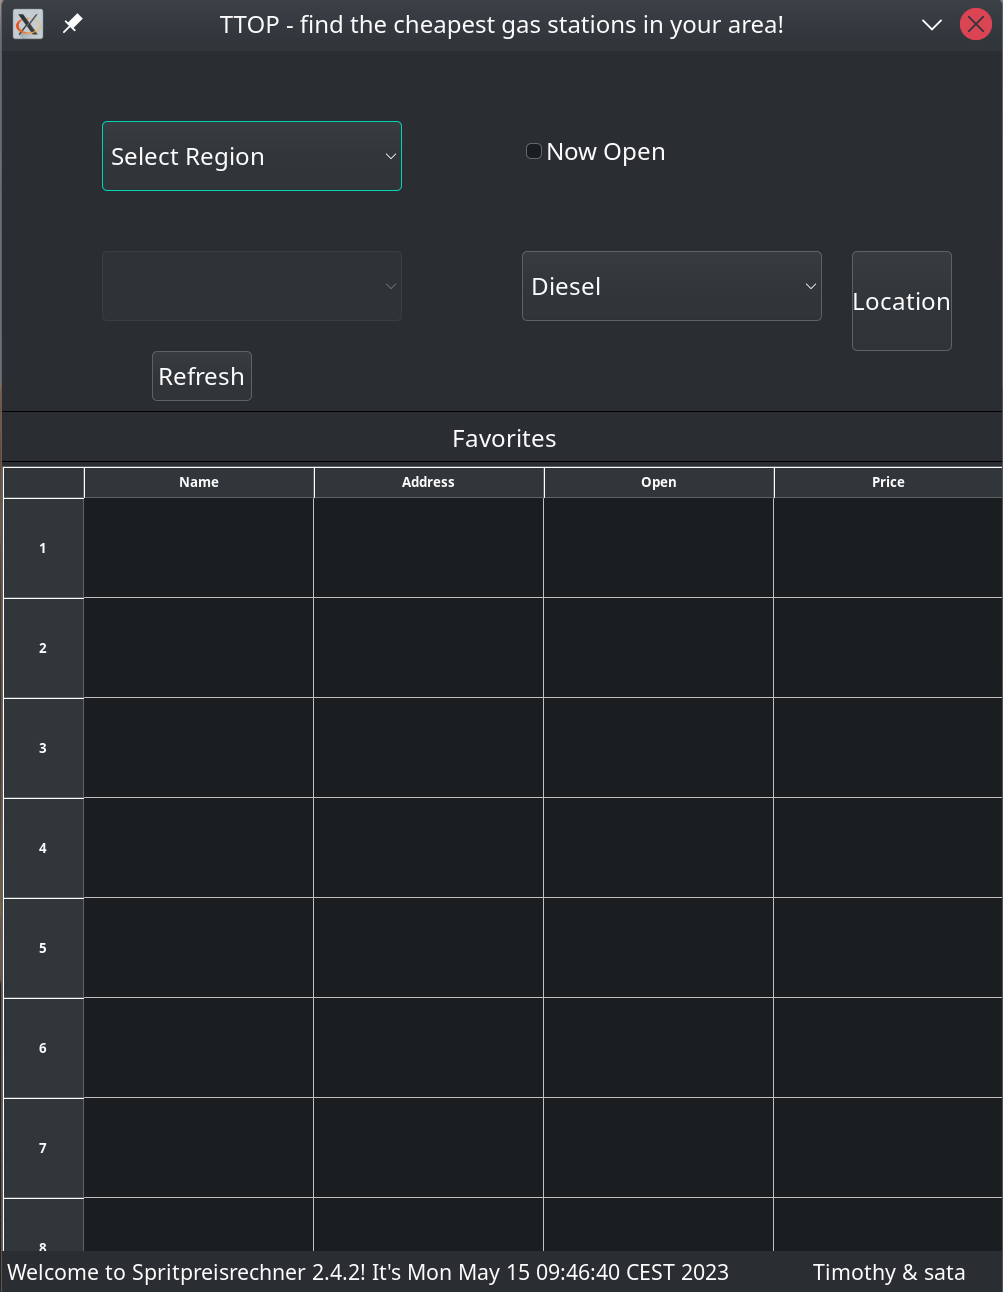 TTOP - find the cheapest gas stations in your area!
Select Region
Now Open
Diesel
Location
Refresh
Favorites
Name Address Open Price
1
2
3
4
5
6
7
8
Welcome to Spritpreisrechner 2.4.2! It's Mon May 15 09:46:40 CEST 2023 Timothy & sata